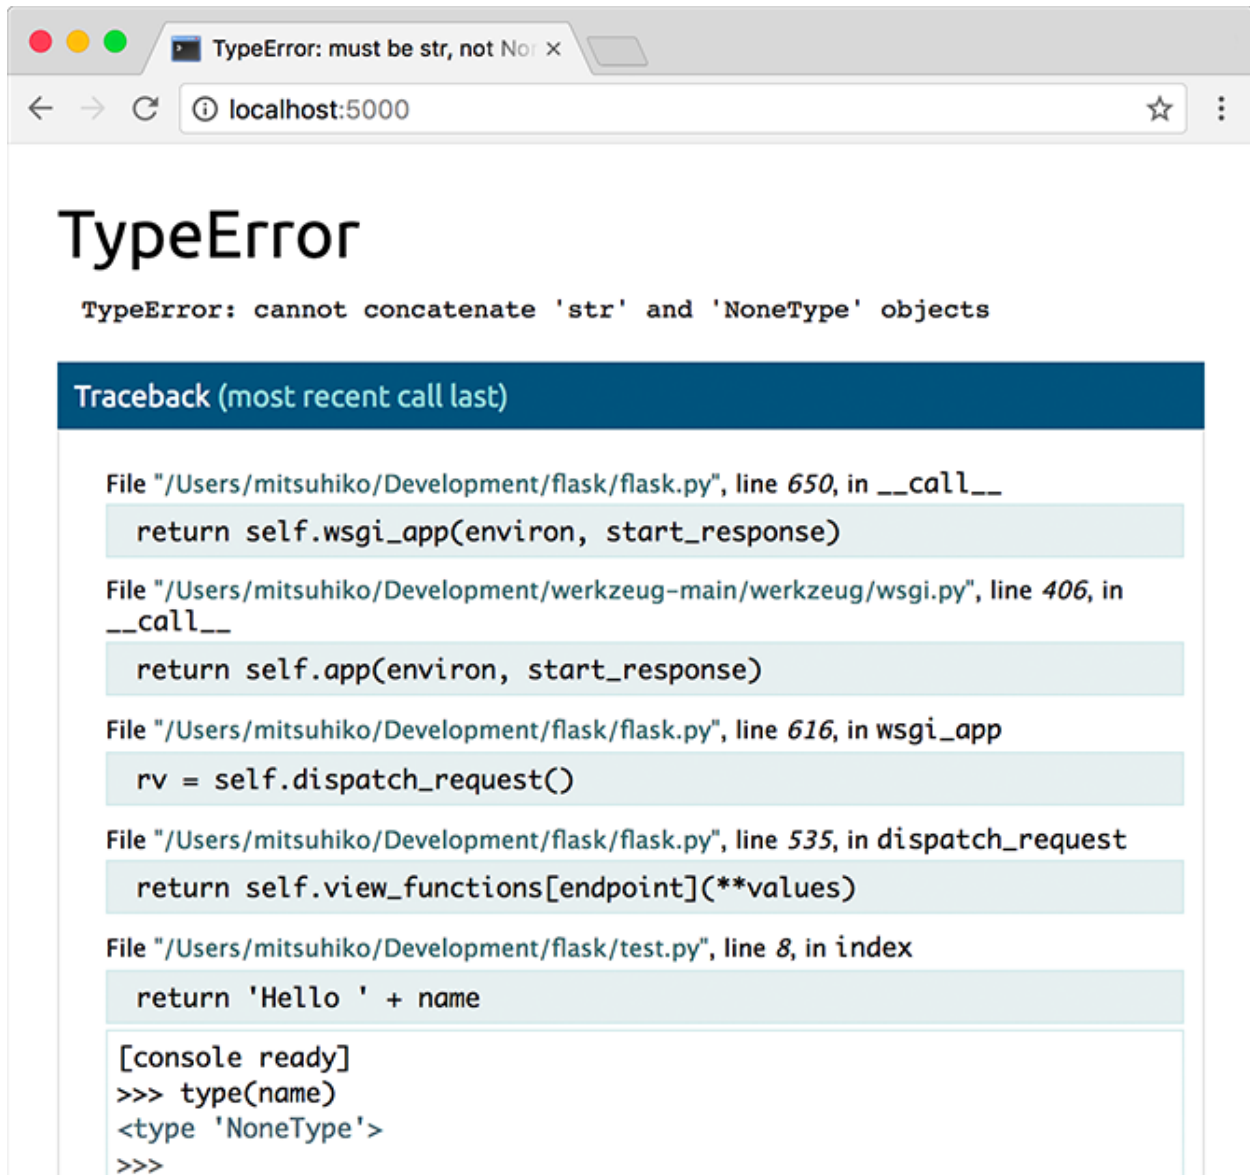 TypeError: must be str, not Nor
localhost:5000
TypeError
TypeError: cannot concatenate 'str' and 'NoneType' objects
Traceback (most recent call last)
File "/Users/mitsuhiko/Development/flask/flask.py", line 650, in __call__
return self.wsgi_app(environ, start_response)
File "/Users/mitsuhiko/Development/werkzeug-main/werkzeug/wsgi.py", line 406, in
__call__
return self.app(environ, start_response)
File "/Users/mitsuhiko/Development/flask/flask.py", line 616, in wsgi_app
rv = self.dispatch_request()
File "/Users/mitsuhiko/Development/flask/flask.py", line 535, in dispatch_request
return self.view_functions[endpoint](**values)
File "/Users/mitsuhiko/Development/flask/test.py", line 8, in index
return 'Hello ' + name
[console ready]
>>> type(name)
<type 'NoneType'>
>>>